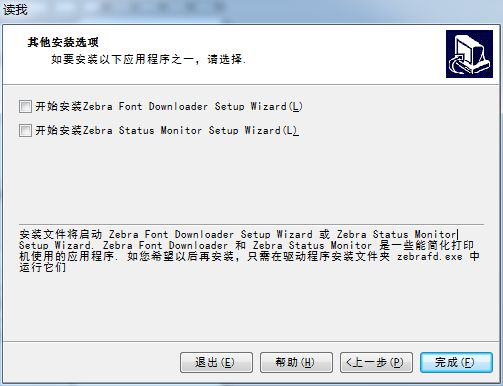 读我
其他安装选项
如要安装以下应用程序之一，请选择.
开始安装Zebra Font Downloader Setup Wizard(L)
开始安装Zebra Status Monitor Setup Wizard(L)
安装文件将启动 Zebra Font Downloader Setup Wizard 或 Zebra Status Monitor
Setup Wizard. Zebra Font Downloader 和 Zebra Status Monitor 是一些能简化打印
机使用的应用程序. 如您希望以后再安装，只需在驱动程序安装文件夹 zebrafd.exe 中
运行它们
退出(E) 帮助(H) <上一步(P) 完成(F)